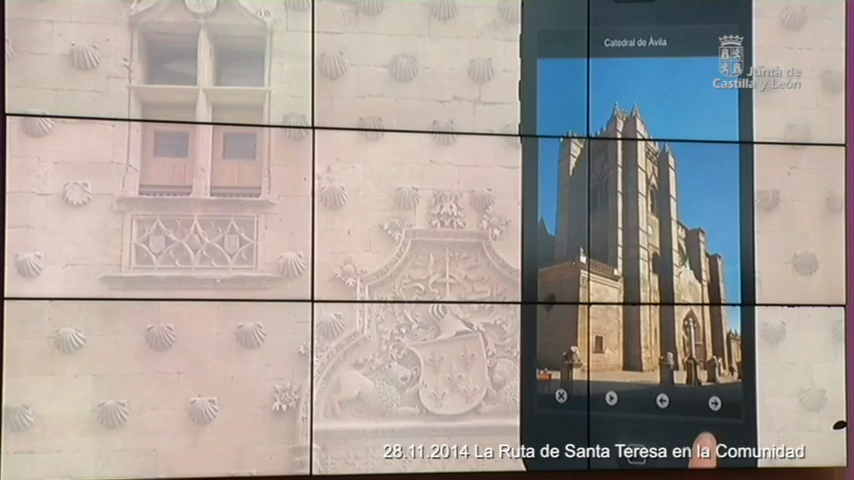 Catedral de Ávila
Junta de
Castilla y León
28.11.2014 La Ruta de Santa Teresa en la Comunidad